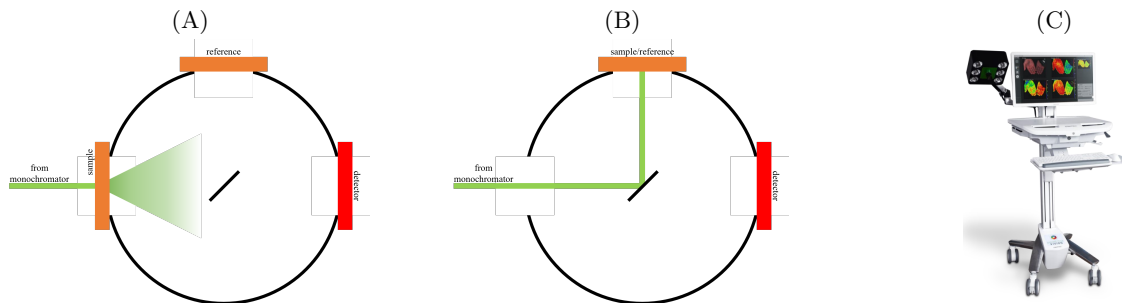 (A)
(B)
(C)
reference
sample
from
monochromator
detector
sample/reference
from
monochromator
detector